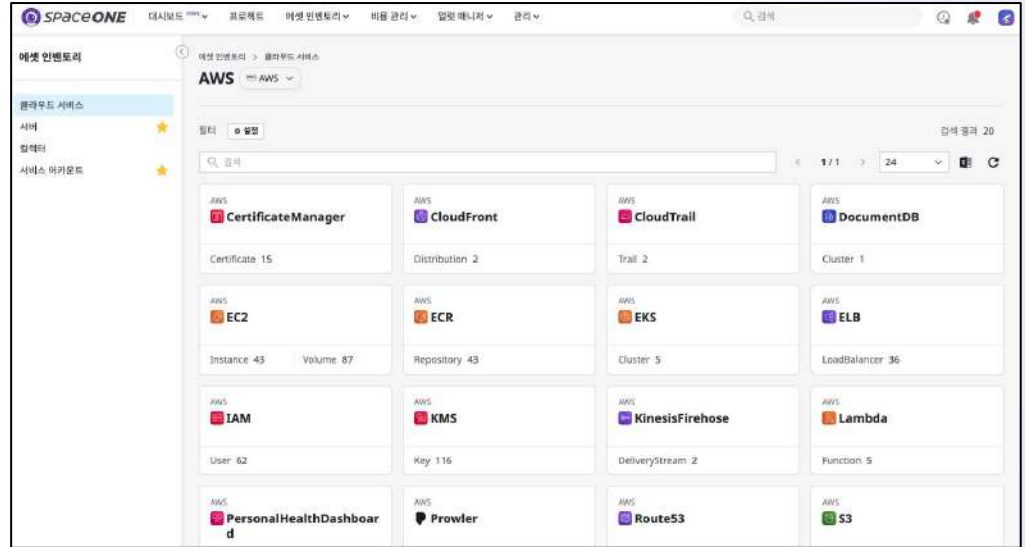 SPACEONE
대시보드
프로젝트
에셋 인벤토리
비용 관리
얼럿 매니저
관리
검색
에셋 인벤토리
클라우드 서비스
서버
컬렉터
서비스 어카운트
에셋 인벤토리 > 클라우드 서비스
AWS
AWS
필터
설정
검색 결과 20
검색
1 / 1
24
AWS
CertificateManager
Certificate 15
AWS
CloudFront
Distribution 2
AWS
CloudTrail
Trail 2
AWS
DocumentDB
Cluster 1
AWS
EC2
Instance 43
Volume 87
AWS
ECR
Repository 43
AWS
EKS
Cluster 5
AWS
ELB
LoadBalancer 36
AWS
IAM
User 62
AWS
KMS
Key 116
AWS
KinesisFirehose
DeliveryStream 2
AWS
Lambda
Function 5
AWS
PersonalHealthDashboar
d
AWS
Prowler
AWS
Route53
AWS
S3